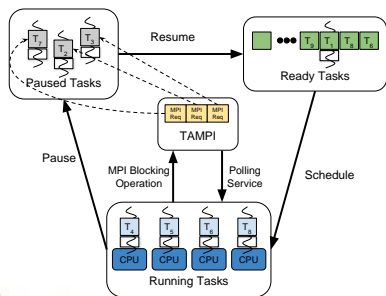 T7
T2
T3
Paused Tasks
Resume
T9
T1
T8
T6
Ready Tasks
MPI Req
MPI Req
MPI Req
TAMPI
Pause
MPI Blocking
Operation
Polling
Service
Schedule
T4
T5
T6
T8
CPU
CPU
CPU
CPU
Running Tasks